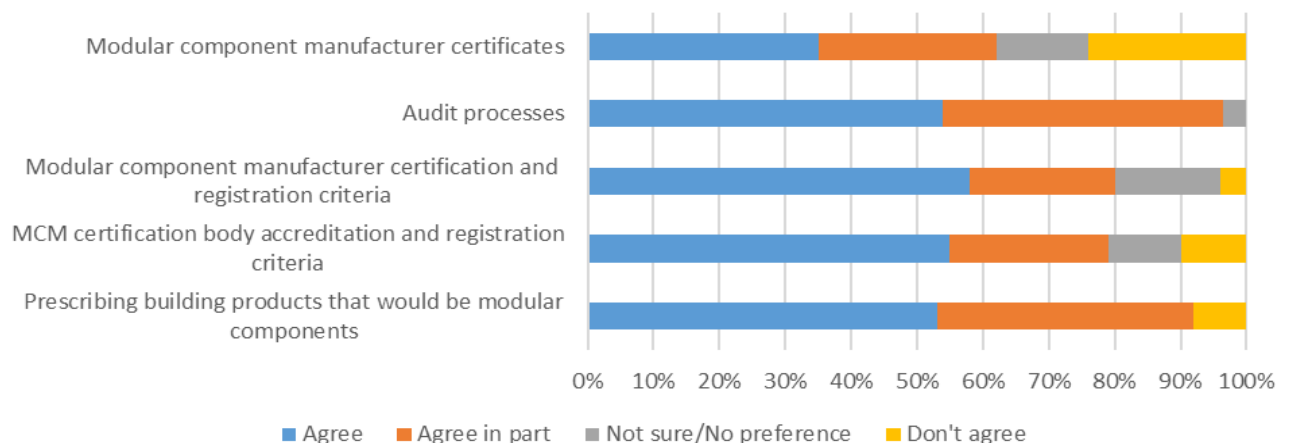 Modular component manufacturer certificates
Audit processes
Modular component manufacturer certification and
registration criteria
MCM certification body accreditation and registration
criteria
Prescribing building products that would be modular
components
0% 10% 20% 30% 40% 50% 60% 70% 80% 90% 100%
Agree Agree in part Not sure/No preference Don't agree